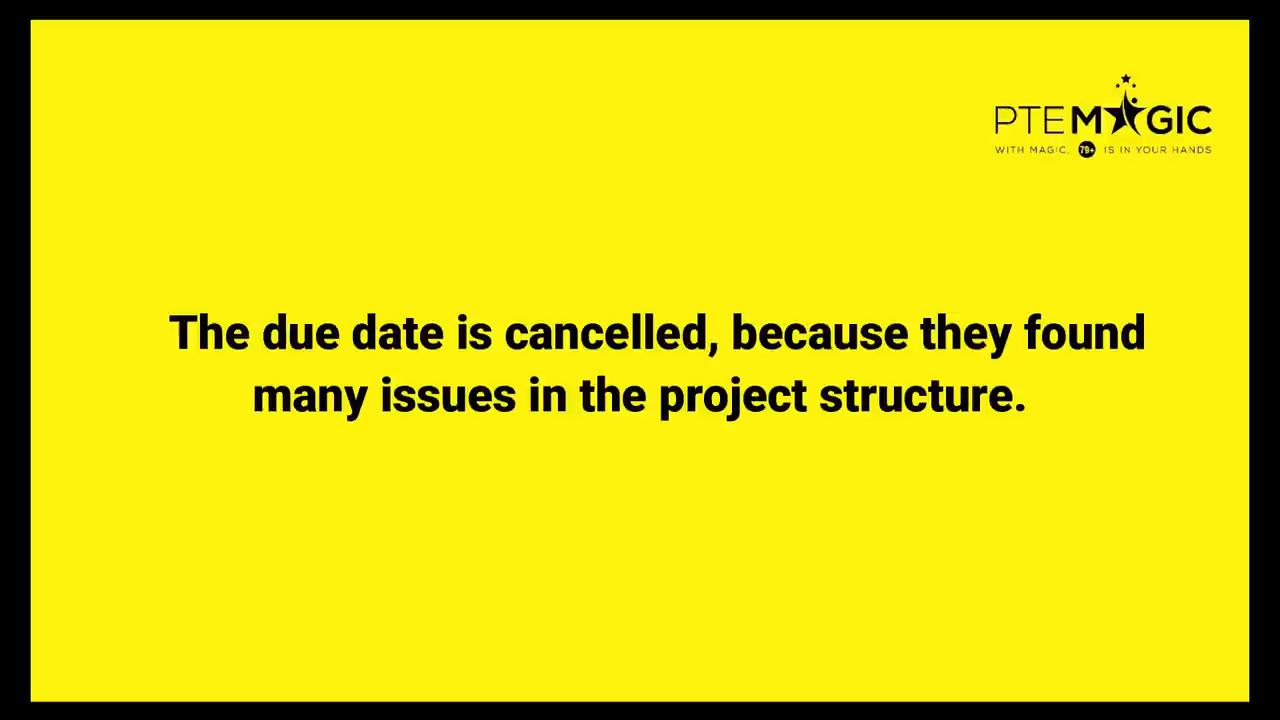 PTEMAGIC
WITH MAGIC, 79+ IS IN YOUR HANDS
The due date is cancelled, because they found
many issues in the project structure.